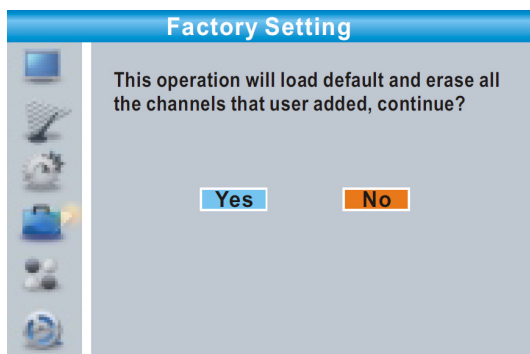 Factory Setting
This operation will load default and erase all
the channels that user added, continue?
Yes
No